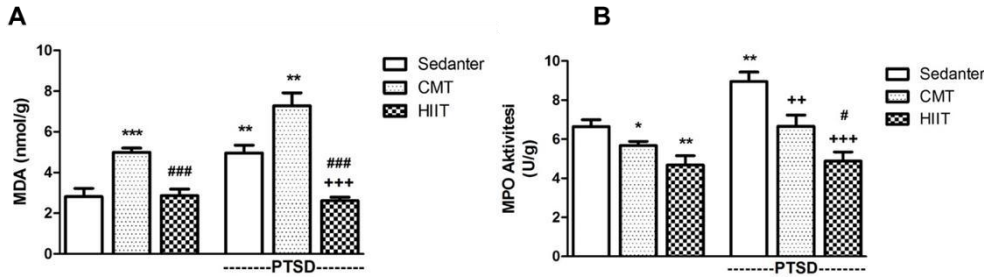 A
MDA (nmol/g)
10
8
6
4
2
0
***
###
**
**
###
+++
--------PTSD--------
Sedanter
CMT
HIIT
B
MPO Aktivitesi
(U/g)
10
8
6
4
2
0
*
**
**
++
#
+++
--------PTSD--------
Sedanter
CMT
HIIT